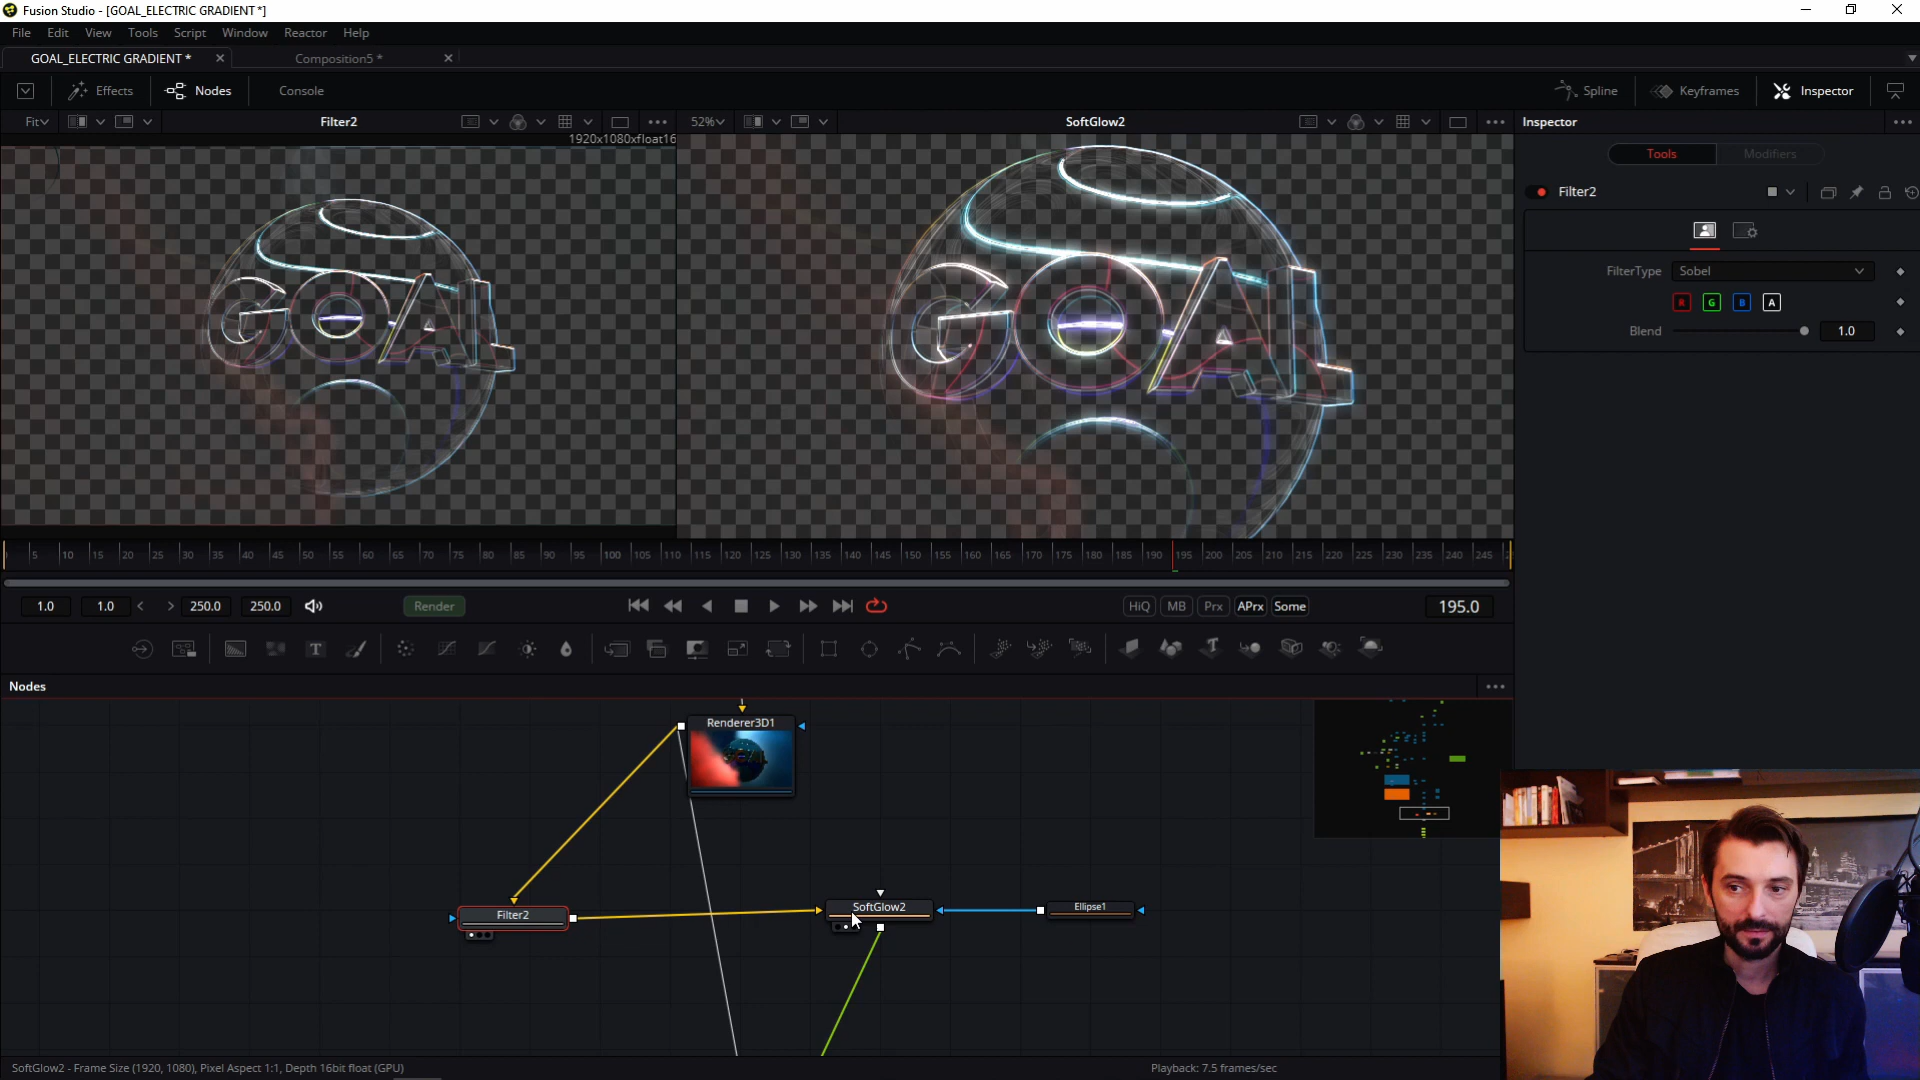 Fusion Studio - [GOAL_ELECTRIC GRADIENT *]
File Edit View Tools Script Window Reactor Help
GOAL_ELECTRIC GRADIENT * Composition5 *
Effects Nodes Console Spline Keyframes Inspector
Fit Filter2 52% SoftGlow2 Inspector
1920x1080xfloat16
Tools Modifiers
Filter2
FilterType Sobel
R G B A
Blend 1.0
GOAL
GOAL
5 10 15 20 25 30 35 40 45 50 55 60 65 70 75 80 85 90 95 100 105 110 115 120 125 130 135 140 145 150 155 160 165 170 175 180 185 190 195 200 205 210 215 220 225 230 235 240 245
1.0 1.0 250.0 250.0 Render HiQ MB Prx APrx Some 195.0
T T
Nodes
Renderer3D1
Filter2 SoftGlow2 Ellipse1
SoftGlow2 - Frame Size (1920, 1080), Pixel Aspect 1:1, Depth 16bit float (GPU) Playback: 7.5 frames/sec